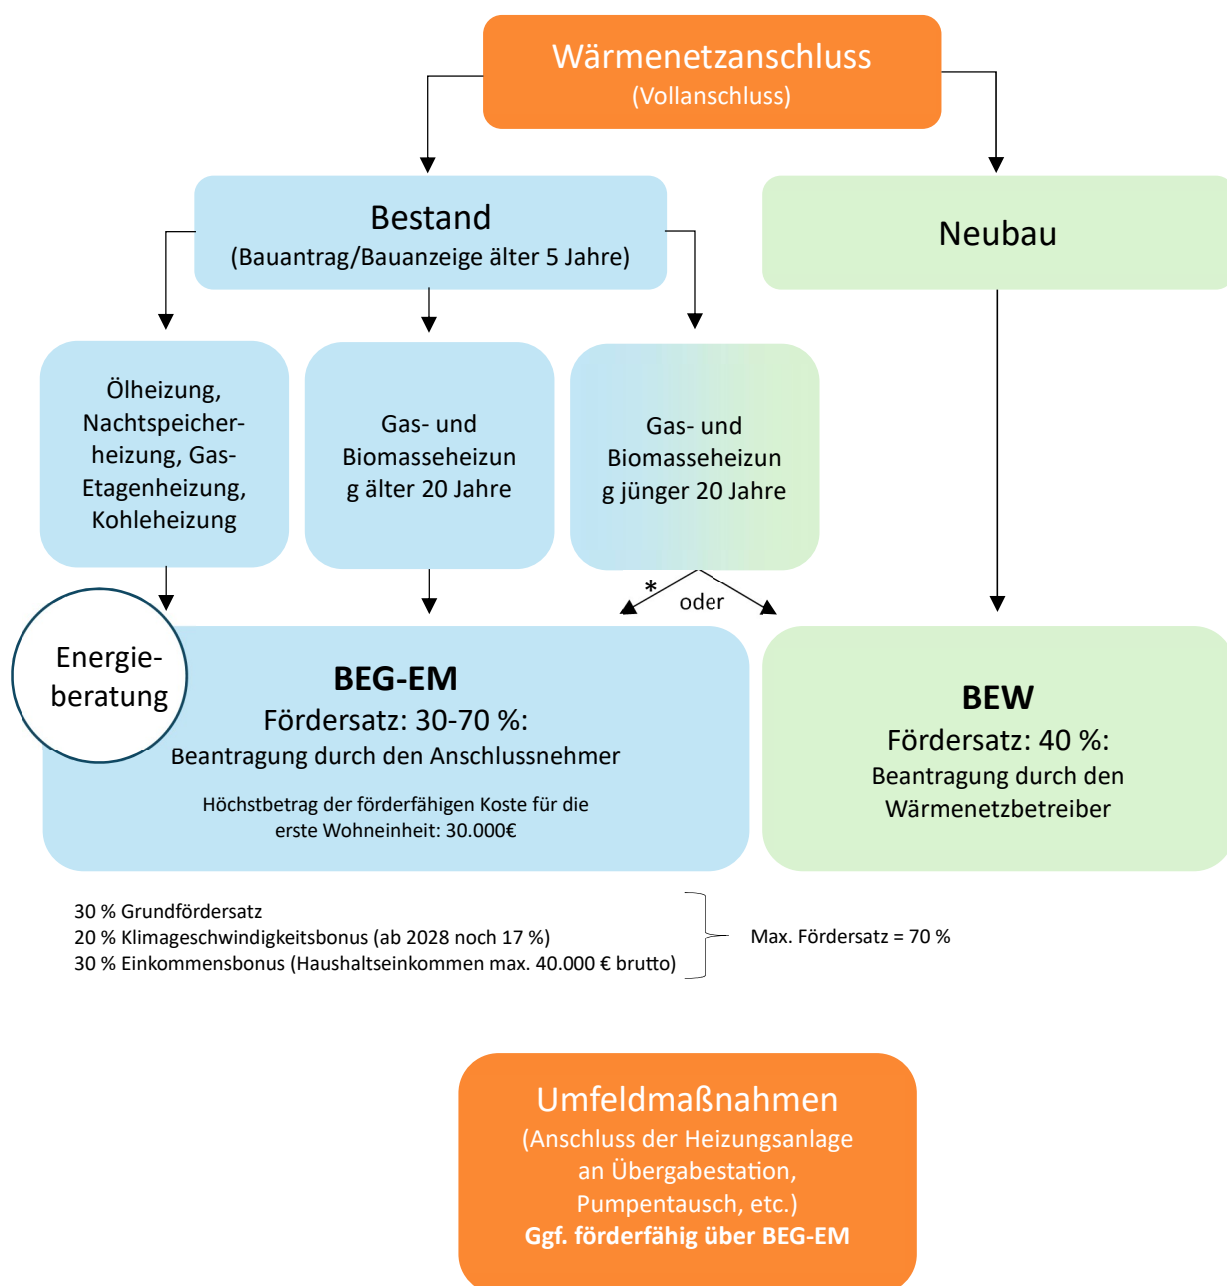 Wärmenetzanschluss
(Vollanschluss)
Bestand
(Bauantrag/Bauanzeige älter 5 Jahre)
Neubau
Ölheizung,
Nachtspeicher-
heizung, Gas-
Etagenheizung,
Kohleheizung
Gas- und
Biomasseheizun
g älter 20 Jahre
Gas- und
Biomasseheizun
g jünger 20 Jahre
*
oder
Energie-
beratung
BEG-EM
Fördersatz: 30-70 %:
Beantragung durch den Anschlussnehmer
Höchstbetrag der förderfähigen Koste für die
erste Wohneinheit: 30.000€
BEW
Fördersatz: 40 %:
Beantragung durch den
Wärmenetzbetreiber
30 % Grundfördersatz
20 % Klimageschwindigkeitsbonus (ab 2028 noch 17 %)
30 % Einkommensbonus (Haushaltseinkommen max. 40.000 € brutto)
Max. Fördersatz = 70 %
Umfeldmaßnahmen
(Anschluss der Heizungsanlage
an Übergabestation,
Pumpentausch, etc.)
Ggf. förderfähig über BEG-EM